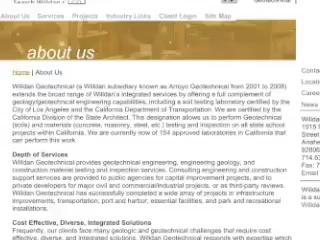 About Us Services Projects Industry Links Client Login Site Map
about us
Home | About Us
Willdan Geotechnical (a Willdan subsidiary known as Arroyo Geotechnical from 2001 to 2008)
extends the broad range of Willdan's integrated services by offering a full complement of
geology/geotechnical engineering capabilities, including a soil testing laboratory certified by the
City of Los Angeles and the California Department of Transportation. We are certified by the
California Division of the State Architect. This designation allows us to perform Geotechnical
(soils) and materials (concrete, masonry, steel, etc.) testing and inspection on all state school
projects within California. We are currently now of 154 approved laboratories in California that
can perform this work.
Depth of Services
Willdan Geotechnical provides geotechnical engineering, engineering geology, and
construction material testing and inspection services. Consulting engineering and construction
support services are provided to public agencies for capital improvement projects, and to
private developers for major civil and commercial/industrial projects, or as third-party reviews.
Willdan Geotechnical has successfully completed a wide array of projects in infrastructure
improvements, transportation, port and harbor, essential facilities, and park and recreational
installations.
Cost Effective, Diverse, Integrated Solutions
Frequently, our clients face many geologic and geotechnical challenges that require cost
effective, diverse, and integrated solutions. Willdan Geotechnical responds with expertise which
Conta
Locati
Caree
News
Willda
1515 S
Street
Anahe
92805
714.63
Fax: 7
Email
Willda
is a su
Willda